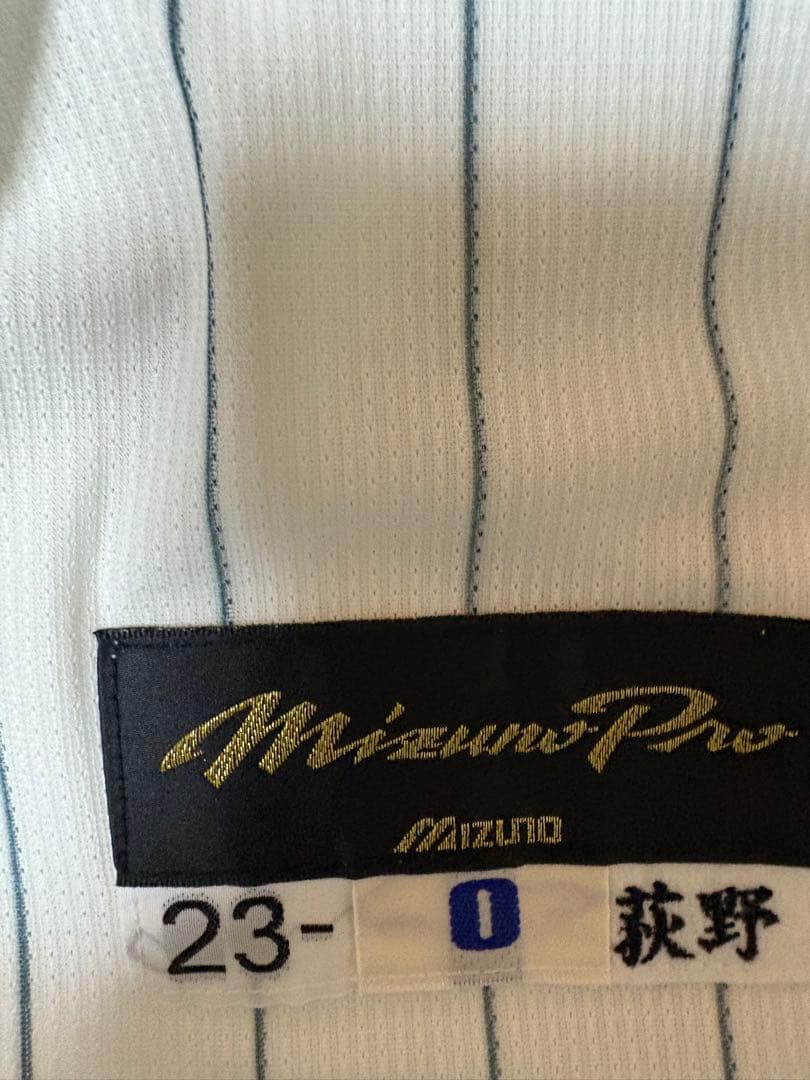 Mizuno Pro
MIZUNO
23- 0 荻野